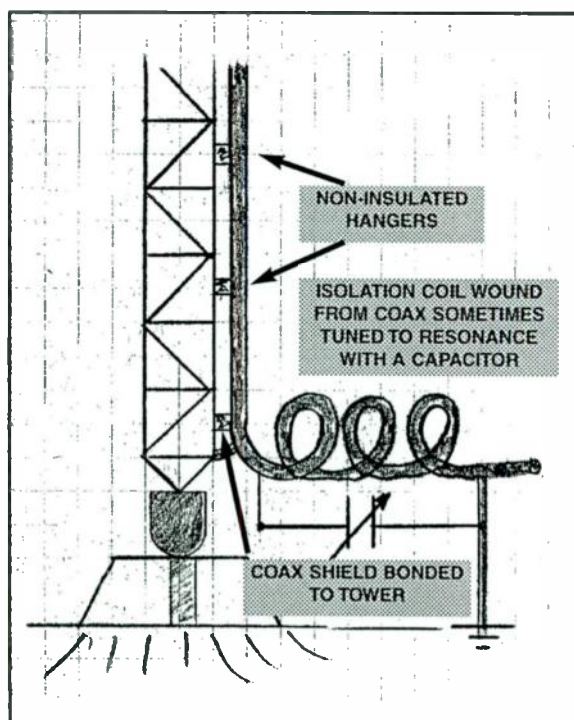 NON-INSULATED
HANGERS
ISOLATION COIL WOUND
FROM COAX SOMETIMES
TUNED TO RESONANCE
WITH A CAPACITOR
COAX SHIELD BONDED
TO TOWER